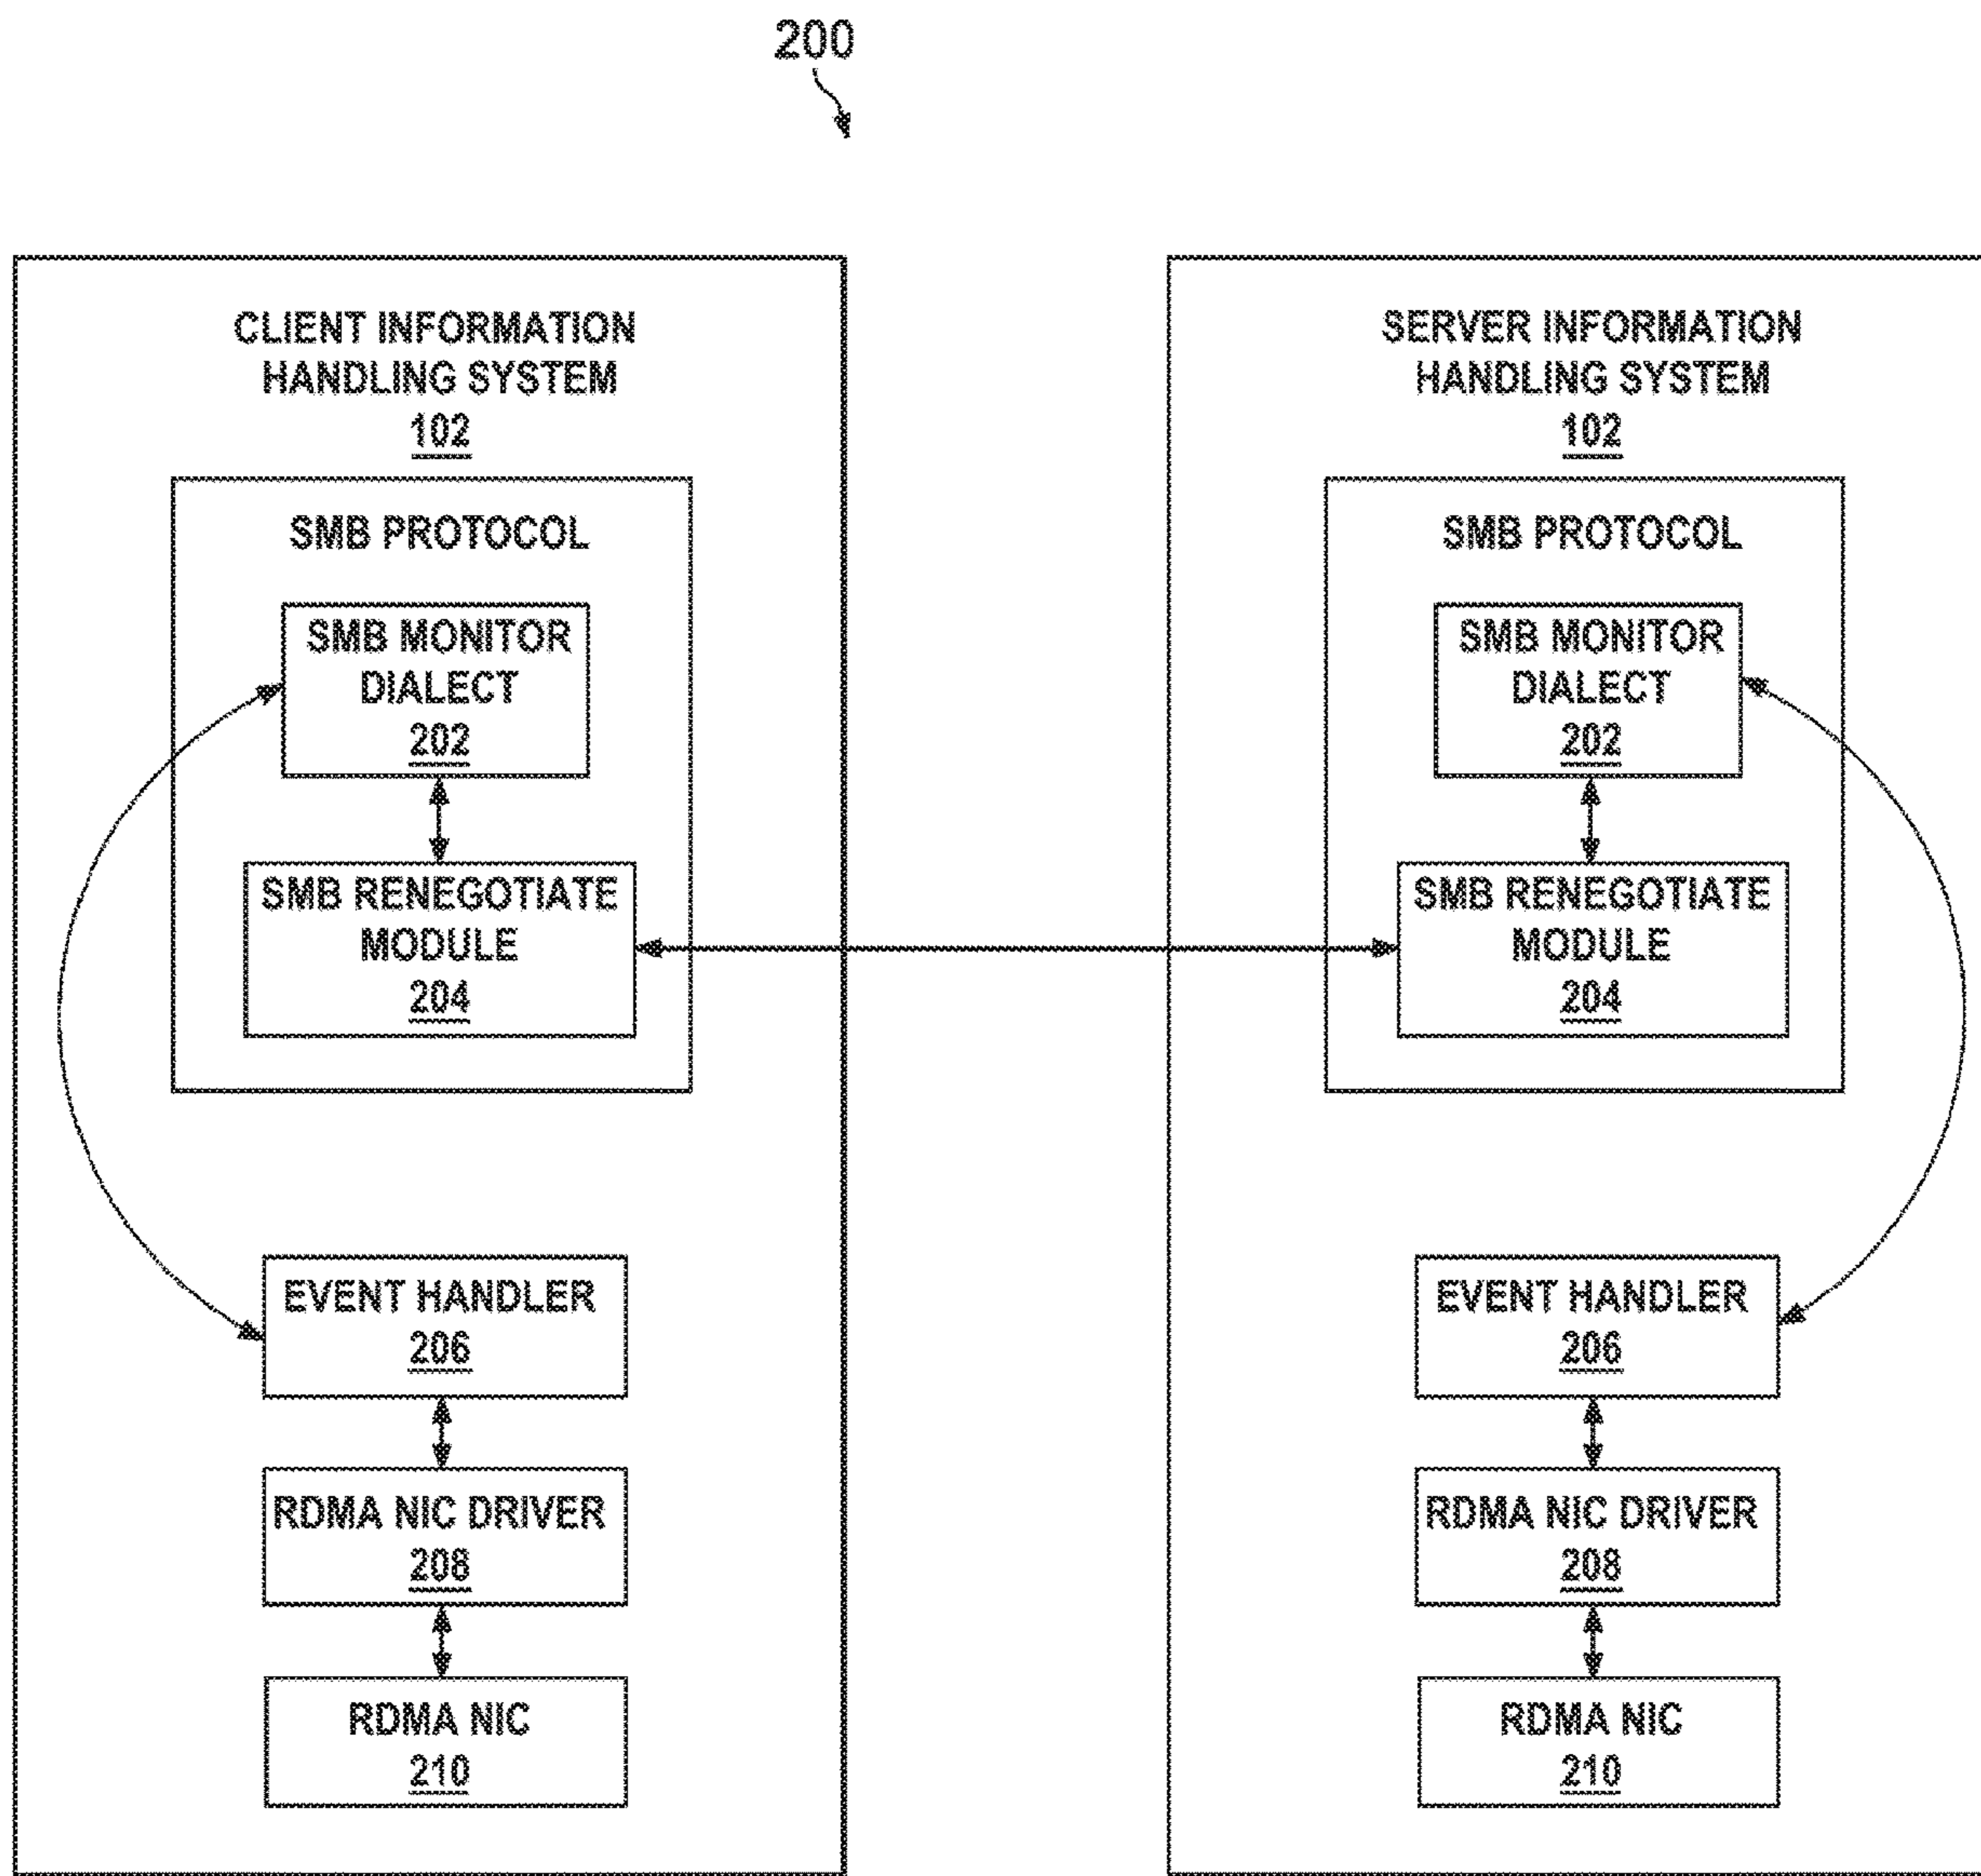 200
CLIENT INFORMATION
HANDLING SYSTEM
102
SMB PROTOCOL
SMB MONITOR
DIALECT
202
SMB RENEGOTIATE
MODULE
204
EVENT HANDLER
206
RDMA NIC DRIVER
208
RDMA NIC
210
SERVER INFORMATION
HANDLING SYSTEM
102
SMB PROTOCOL
SMB MONITOR
DIALECT
202
SMB RENEGOTIATE
MODULE
204
EVENT HANDLER
206
RDMA NIC DRIVER
208
RDMA NIC
210